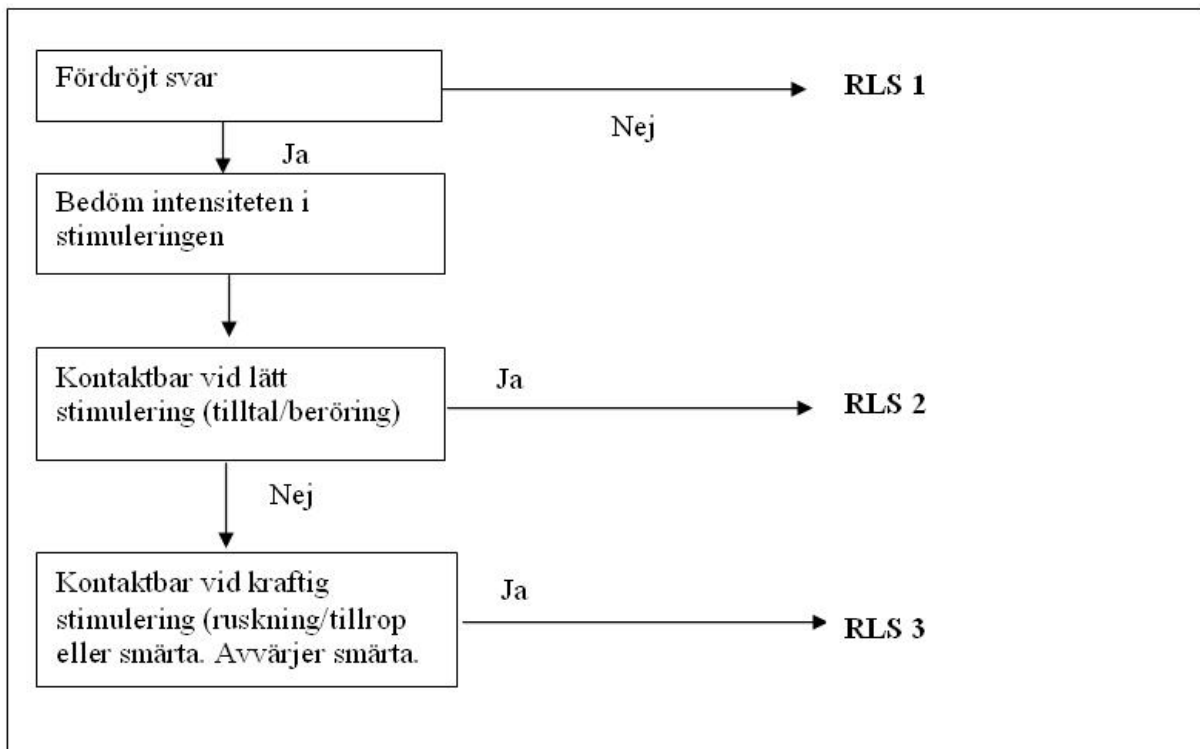 Fördröjt svar
RLS 1
Nej
Ja
Bedöm intensiteten i
stimuleringen
Kontaktbar vid lätt
stimulering (tilltal/beröring)
Ja
RLS 2
Nej
Kontaktbar vid kraftig
stimulering (ruskning/tillrop
eller smärta. Avvärjer smärta.
Ja
RLS 3